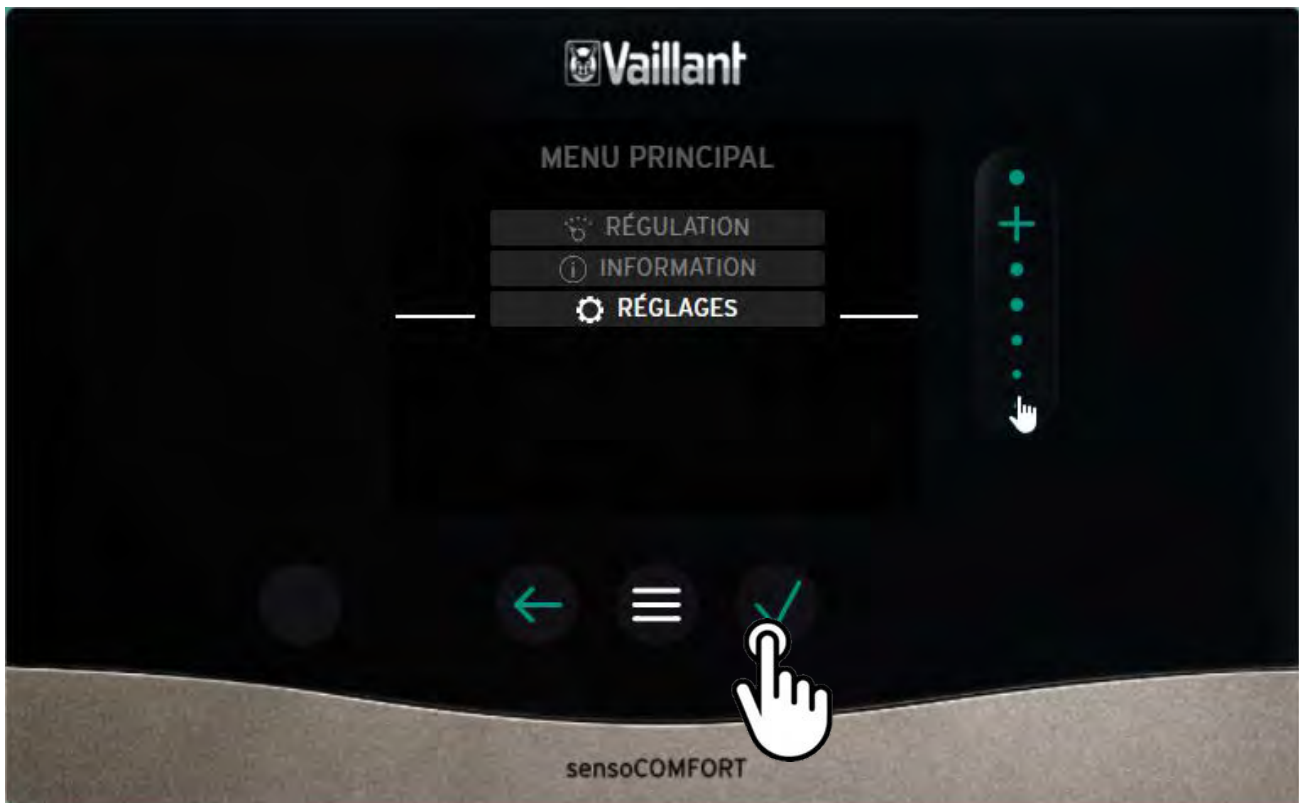 Vaillant
MENU PRINCIPAL
RÉGULATION
INFORMATION
RÉGLAGES
sensoCOMFORT